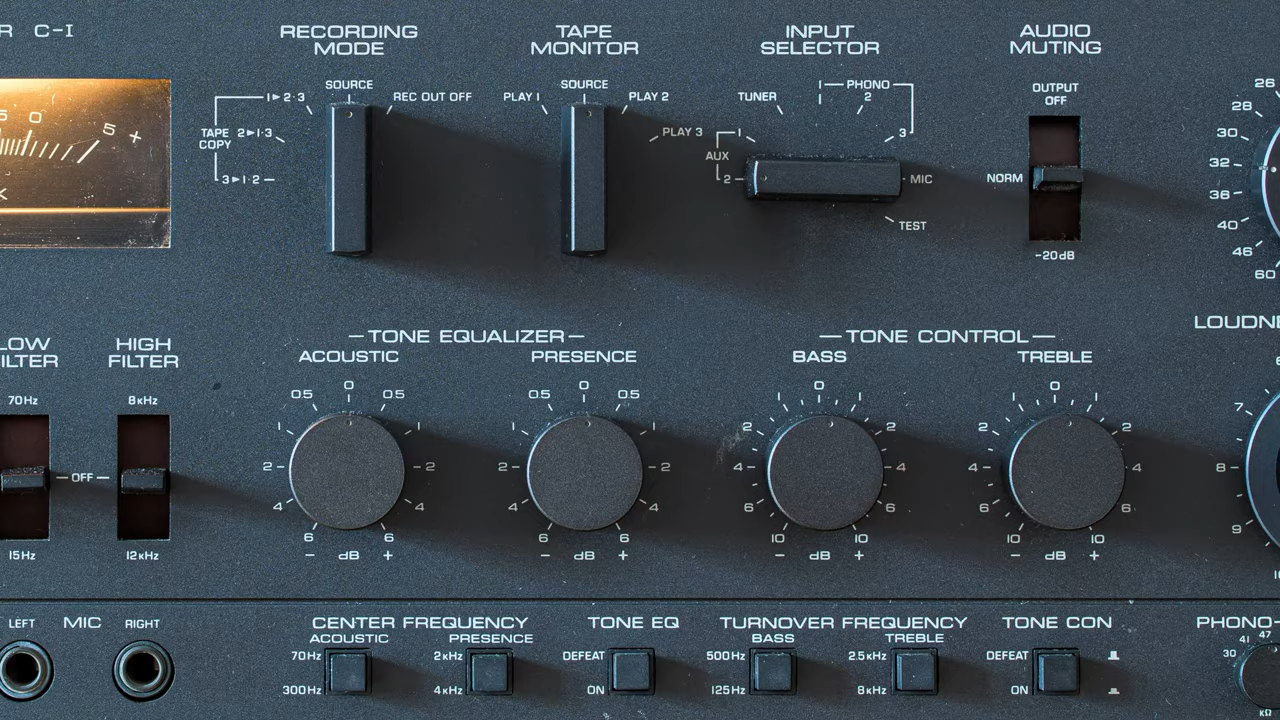 R C-I
RECORDING
MODE
TAPE
MONITOR
INPUT
SELECTOR
AUDIO
MUTING
SOURCE
1▸2·3
REC OUT OFF
TAPE
COPY
2▸1·3
3▸1·2
SOURCE
PLAY 1
PLAY 2
PLAY 3
PHONO
TUNER
1
2
3
AUX
1
2
MIC
TEST
OUTPUT
OFF
NORM
-20dB
26
28
30
32
36
40
46
60
0
5 +
LOW
FILTER
HIGH
FILTER
70Hz
8kHz
OFF
15Hz
12kHz
TONE EQUALIZER
ACOUSTIC
PRESENCE
0
0.5 0.5
1 1
2 2
4 4
6 6
- dB +
0
0.5 0.5
1 1
2 2
4 4
6 6
- dB +
TONE CONTROL
BASS
TREBLE
0
2 2
4 4
6 6
10 10
- dB +
0
2 2
4 4
6 6
10 10
- dB +
LOUDNE
7
8
9
LEFT
MIC
RIGHT
CENTER FREQUENCY
ACOUSTIC
PRESENCE
70Hz
300Hz
2kHz
4kHz
TONE EQ
DEFEAT
ON
TURNOVER FREQUENCY
BASS
TREBLE
500Hz
125Hz
2.5kHz
8kHz
TONE CON
DEFEAT
ON
PHONO-
30
41
47
KΩ